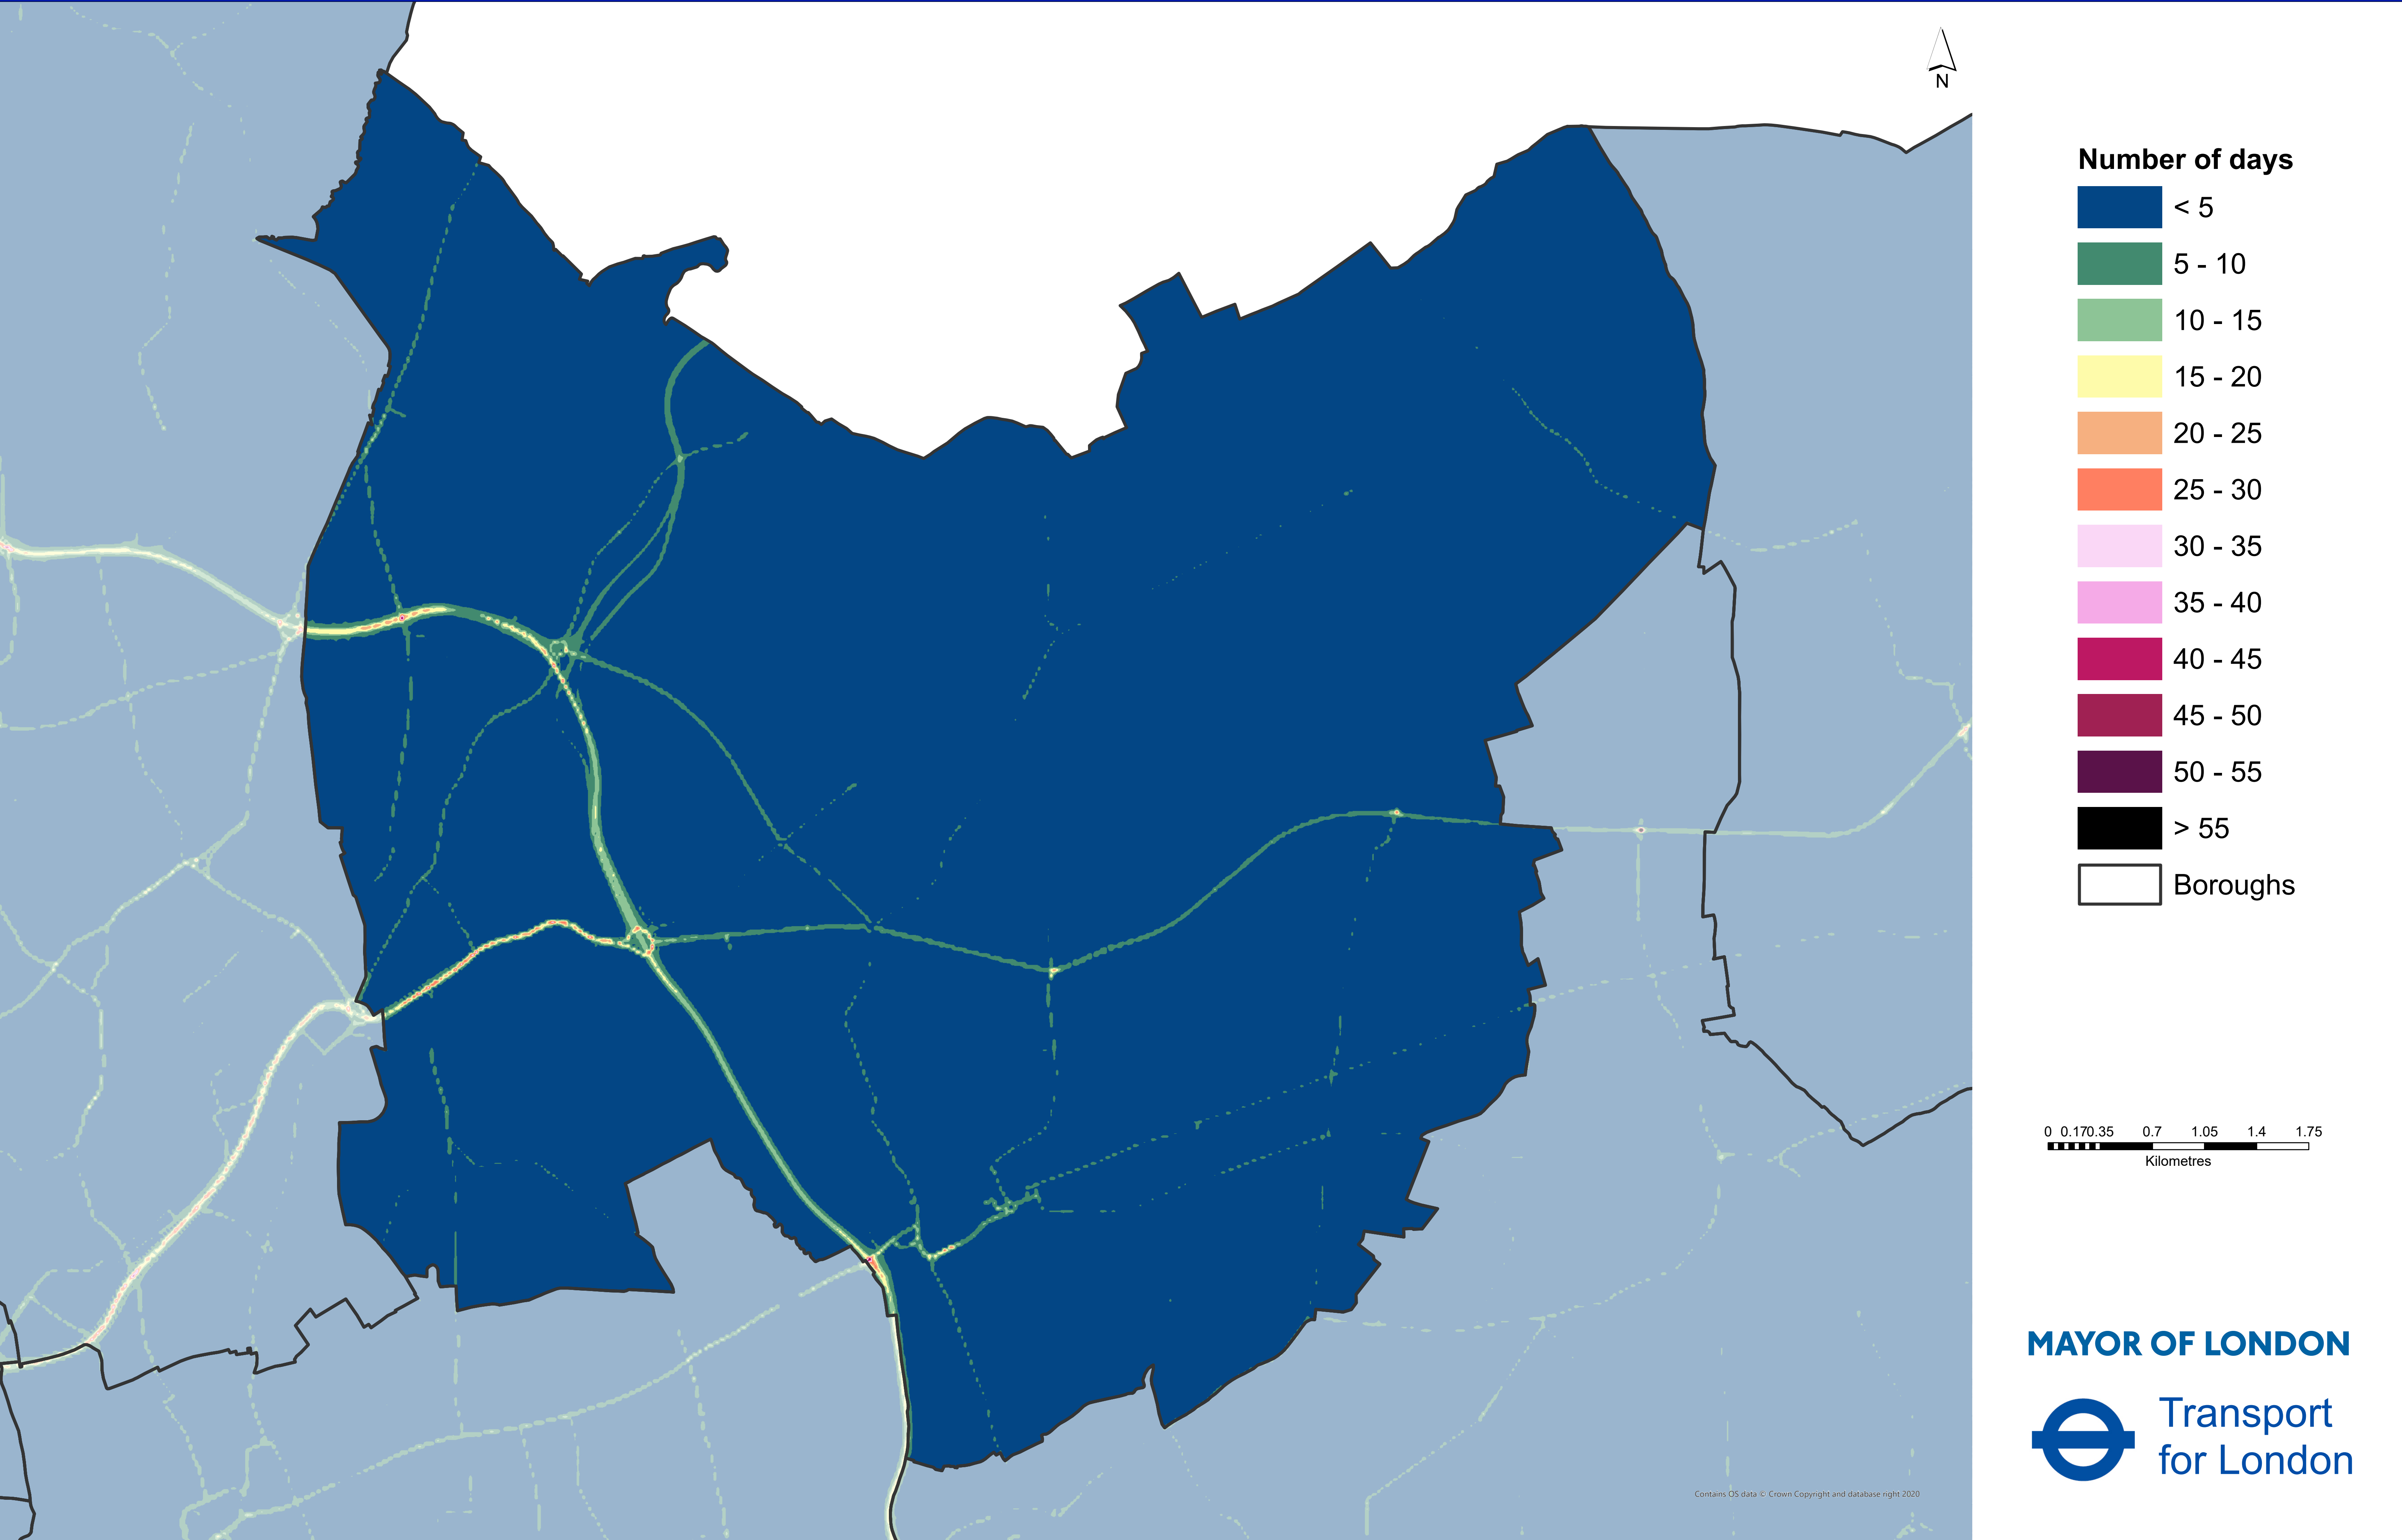 N
Number of days
< 5
5 - 10
10 - 15
15 - 20
20 - 25
25 - 30
30 - 35
35 - 40
40 - 45
45 - 50
50 - 55
> 55
Boroughs
0 0.170.35 0.7 1.05 1.4 1.75
Kilometres
MAYOR OF LONDON
Transport
for London
Contains OS data © Crown Copyright and database right 2020